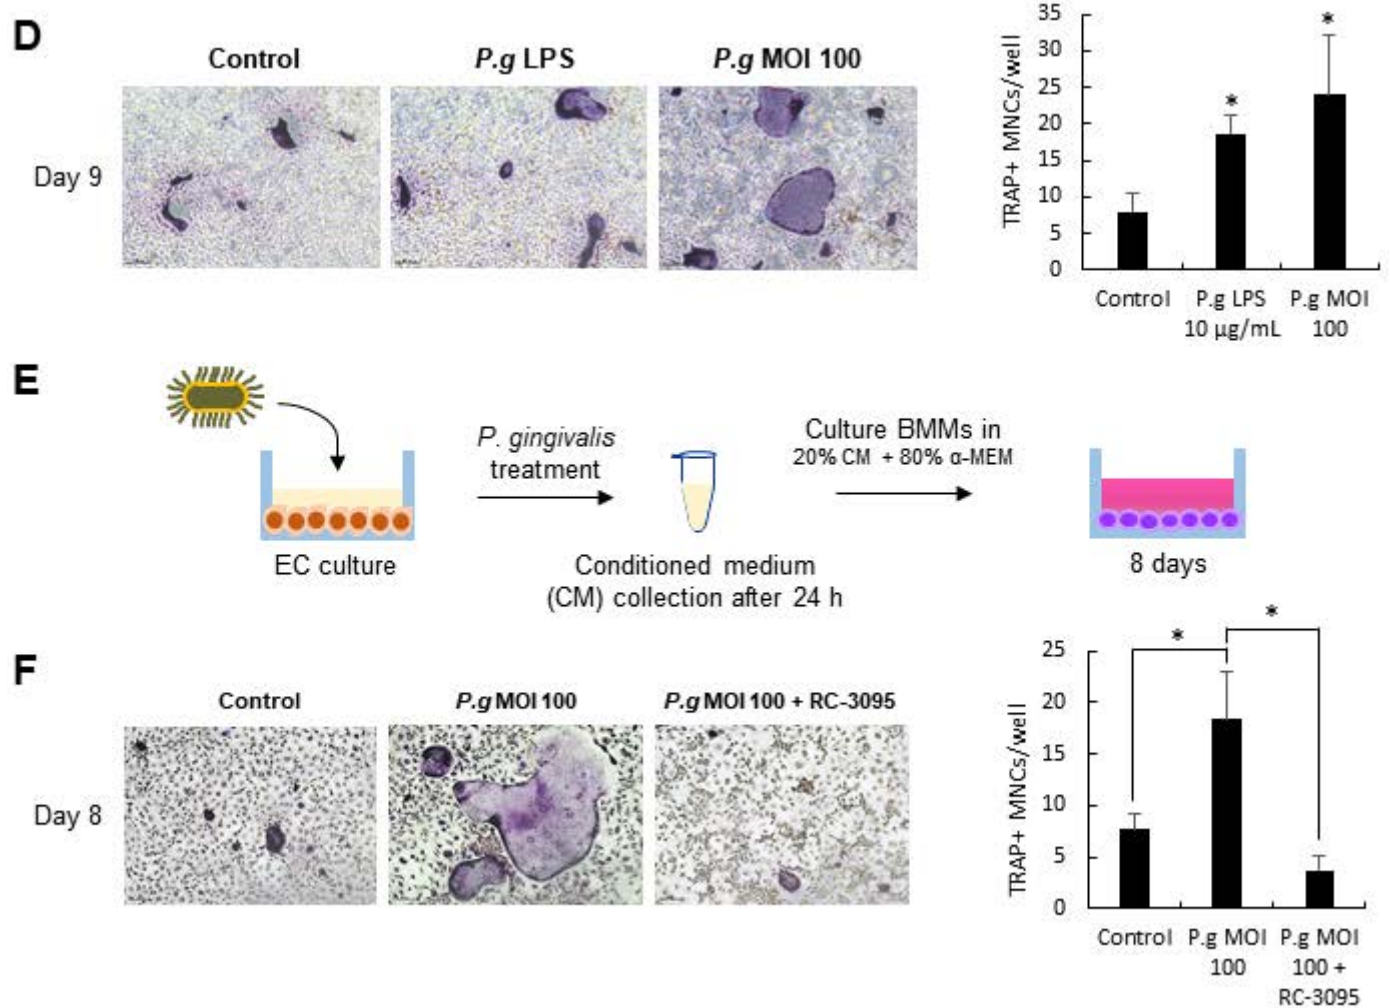 D
Control
P.g LPS
P.g MOI 100
Day 9
TRAP+ MNCs/well
35
30
25
20
15
10
5
0
*
*
Control
P.g LPS
10 µg/mL
P.g MOI
100
E
P. gingivalis
treatment
Culture BMMs in
20% CM + 80% α-MEM
EC culture
Conditioned medium
(CM) collection after 24 h
8 days
F
Control
P.g MOI 100
P.g MOI 100 + RC-3095
Day 8
TRAP+ MNCs/well
25
20
15
10
5
0
*
*
Control
P.g MOI
100
P.g MOI
100 +
RC-3095